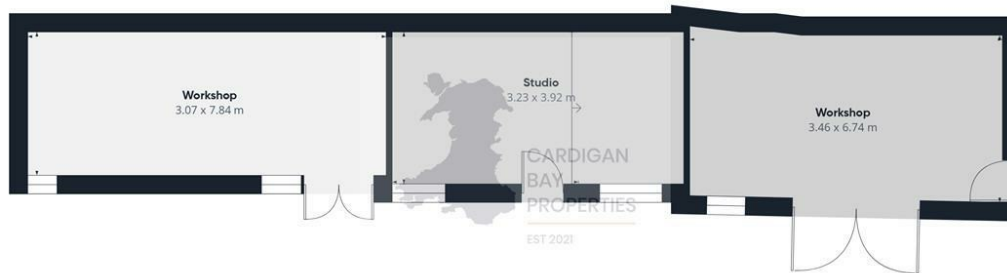 Workshop
3.07 x 7.84 m
Studio
3.23 x 3.92 m
Workshop
3.46 x 6.74 m
CARDIGAN
BAY
PROPERTIES
EST 2021